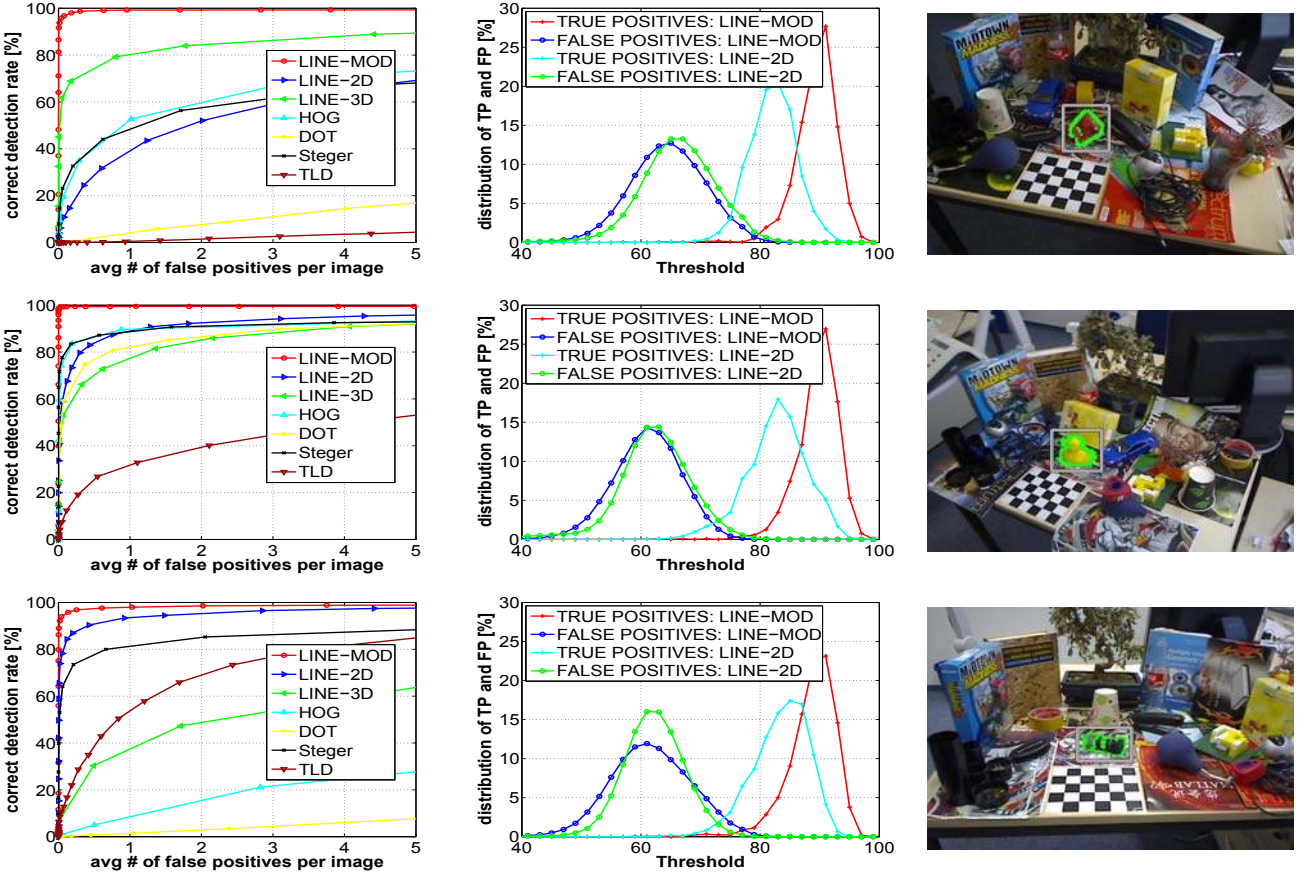 correct detection rate [%]
100
80
60
40
20
0
0 1 2 3 4 5
avg # of false positives per image
LINE−MOD
LINE−2D
LINE−3D
HOG
DOT
Steger
TLD
distribution of TP and FP [%]
30
25
20
15
10
5
0
40 60 80 100
Threshold
TRUE POSITIVES: LINE−MOD
FALSE POSITIVES: LINE−MOD
TRUE POSITIVES: LINE−2D
FALSE POSITIVES: LINE−2D
MIDTOWN
MADNESS
correct detection rate [%]
100
80
60
40
20
0
0 1 2 3 4 5
avg # of false positives per image
LINE−MOD
LINE−2D
LINE−3D
HOG
DOT
Steger
TLD
distribution of TP and FP [%]
30
25
20
15
10
5
0
40 60 80 100
Threshold
TRUE POSITIVES: LINE−MOD
FALSE POSITIVES: LINE−MOD
TRUE POSITIVES: LINE−2D
FALSE POSITIVES: LINE−2D
MIDTOWN
MADNESS
correct detection rate [%]
100
80
60
40
20
0
0 1 2 3 4 5
avg # of false positives per image
LINE−MOD
LINE−2D
LINE−3D
HOG
DOT
Steger
TLD
distribution of TP and FP [%]
30
25
20
15
10
5
0
40 60 80 100
Threshold
TRUE POSITIVES: LINE−MOD
FALSE POSITIVES: LINE−MOD
TRUE POSITIVES: LINE−2D
FALSE POSITIVES: LINE−2D
MIDTOWN
MADNESS
MATLAB